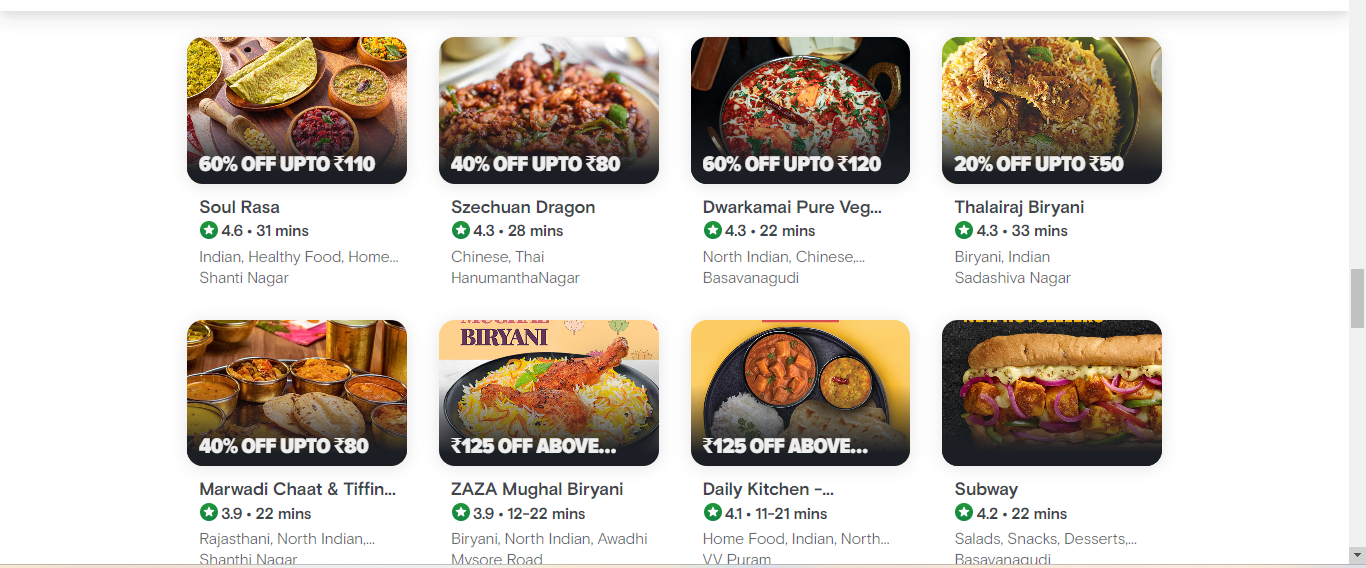 60% OFF UPTO ₹110
40% OFF UPTO ₹80
60% OFF UPTO ₹120
20% OFF UPTO ₹50
Soul Rasa
4.6 • 31 mins
Indian, Healthy Food, Home...
Shanti Nagar
Szechuan Dragon
4.3 • 28 mins
Chinese, Thai
HanumanthaNagar
Dwarkamai Pure Veg...
4.3 • 22 mins
North Indian, Chinese,...
Basavanagudi
Thalairaj Biryani
4.3 • 33 mins
Biryani, Indian
Sadashiva Nagar
MUGHAL
BIRYANI
40% OFF UPTO ₹80
₹125 OFF ABOVE...
₹125 OFF ABOVE...
Marwadi Chaat & Tiffin...
3.9 • 22 mins
Rajasthani, North Indian,...
Shanthi Nagar
ZAZA Mughal Biryani
3.9 • 12-22 mins
Biryani, North Indian, Awadhi
Mysore Road
Daily Kitchen -...
4.1 • 11-21 mins
Home Food, Indian, North...
VV Puram
Subway
4.2 • 22 mins
Salads, Snacks, Desserts,...
Basavanagudi